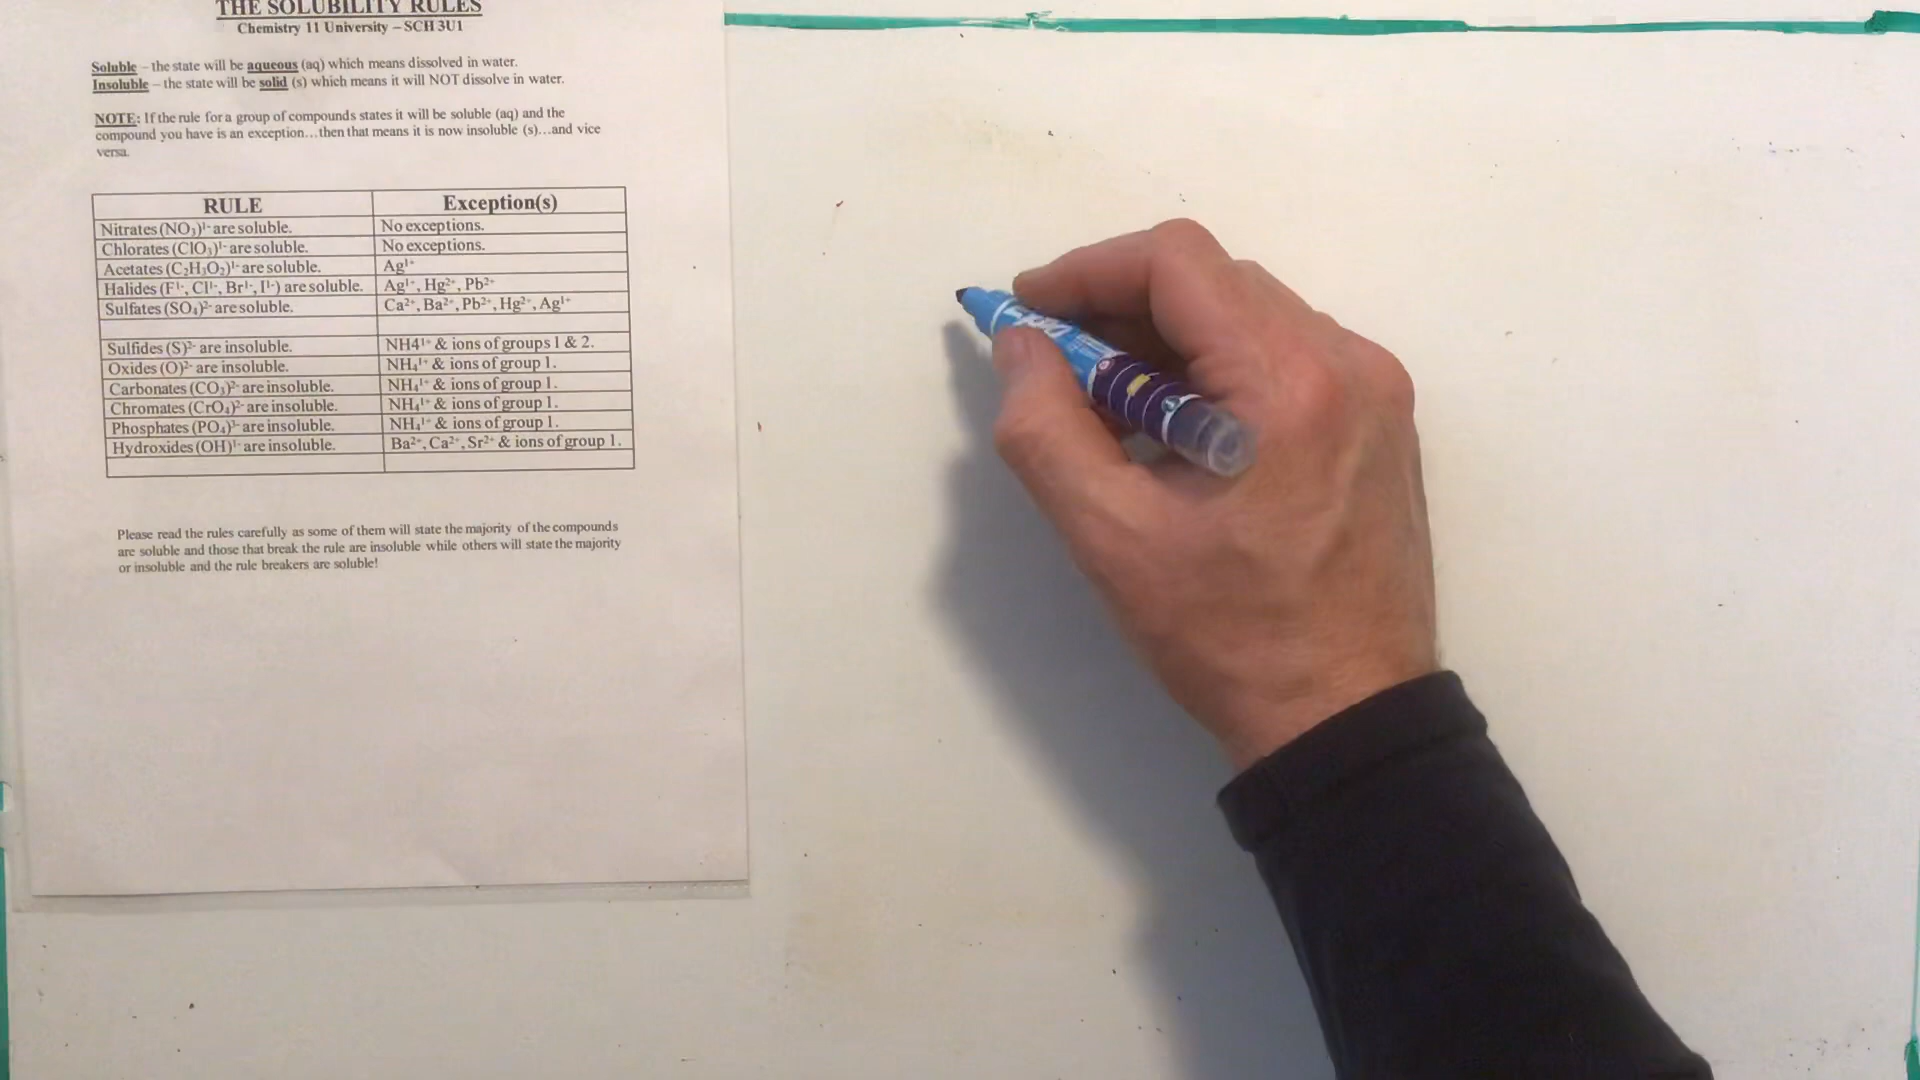 THE SOLUBILITY RULES
Chemistry 11 University – SCH3U1
Soluble – the state will be aqueous (aq) which means dissolved in water.
Insoluble – the state will be solid (s) which means it will NOT dissolve in water.
NOTE: If the rule for a group of compounds states it will be soluble (aq) and the
compound you have is an exception…then that means it is now insoluble (s)…and vice
versa.
RULE Exception(s)
Nitrates (NO₃)¹⁻ are soluble. No exceptions.
Chlorates (ClO₃)¹⁻ are soluble. No exceptions.
Acetates (C₂H₃O₂)¹⁻ are soluble. Ag¹⁺
Halides (F¹⁻, Cl¹⁻, Br¹⁻, I¹⁻) are soluble. Ag¹⁺, Hg²⁺, Pb²⁺
Sulfates (SO₄)²⁻ are soluble. Ca²⁺, Ba²⁺, Pb²⁺, Hg²⁺, Ag¹⁺
Sulfides (S)²⁻ are insoluble. NH4¹⁺ & ions of groups 1 & 2.
Oxides (O)²⁻ are insoluble. NH₄¹⁺ & ions of group 1.
Carbonates (CO₃)²⁻ are insoluble. NH₄¹⁺ & ions of group 1.
Chromates (CrO₄)²⁻ are insoluble. NH₄¹⁺ & ions of group 1.
Phosphates (PO₄)³⁻ are insoluble. NH₄¹⁺ & ions of group 1.
Hydroxides (OH)¹⁻ are insoluble. Ba²⁺, Ca²⁺, Sr²⁺ & ions of group 1.
Please read the rules carefully as some of them will state the majority of the compounds
are soluble and those that break the rule are insoluble while others will state the majority
or insoluble and the rule breakers are soluble!